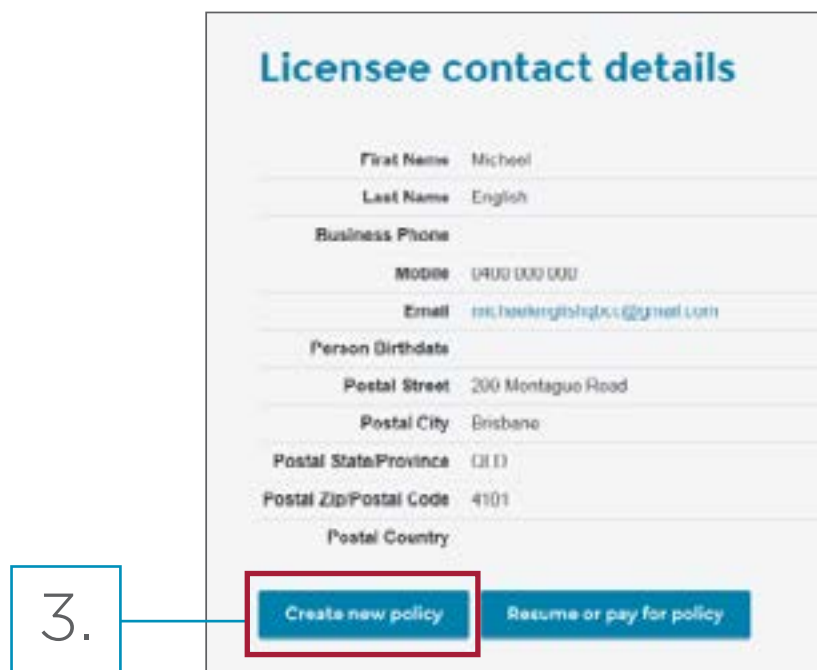 Licensee contact details
First Name Micheel
Last Name English
Business Phone
Mobile 0400 000 000
Email
Person Birthdate
Postal Street 200 Montague Road
Postal City Brisbane
Postal State/Province QLD
Postal Zip/Postal Code 4101
Postal Country
3.
Create new policy Resume or pay for policy